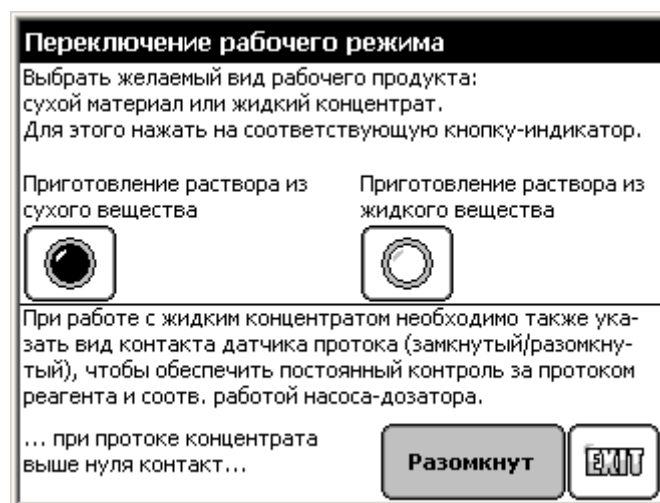 Переключение рабочего режима
Выбрать желаемый вид рабочего продукта:
сухой материал или жидкий концентрат.
Для этого нажать на соответствующую кнопку-индикатор.
Приготовление раствора из
сухого вещества
Приготовление раствора из
жидкого вещества
При работе с жидким концентратом необходимо также ука-
зать вид контакта датчика протока (замкнутый/разомкну-
тый), чтобы обеспечить постоянный контроль за протоком
реагента и соотв. работой насоса-дозатора.
... при протоке концентрата
выше нуля контакт...
Разомкнут
EXIT